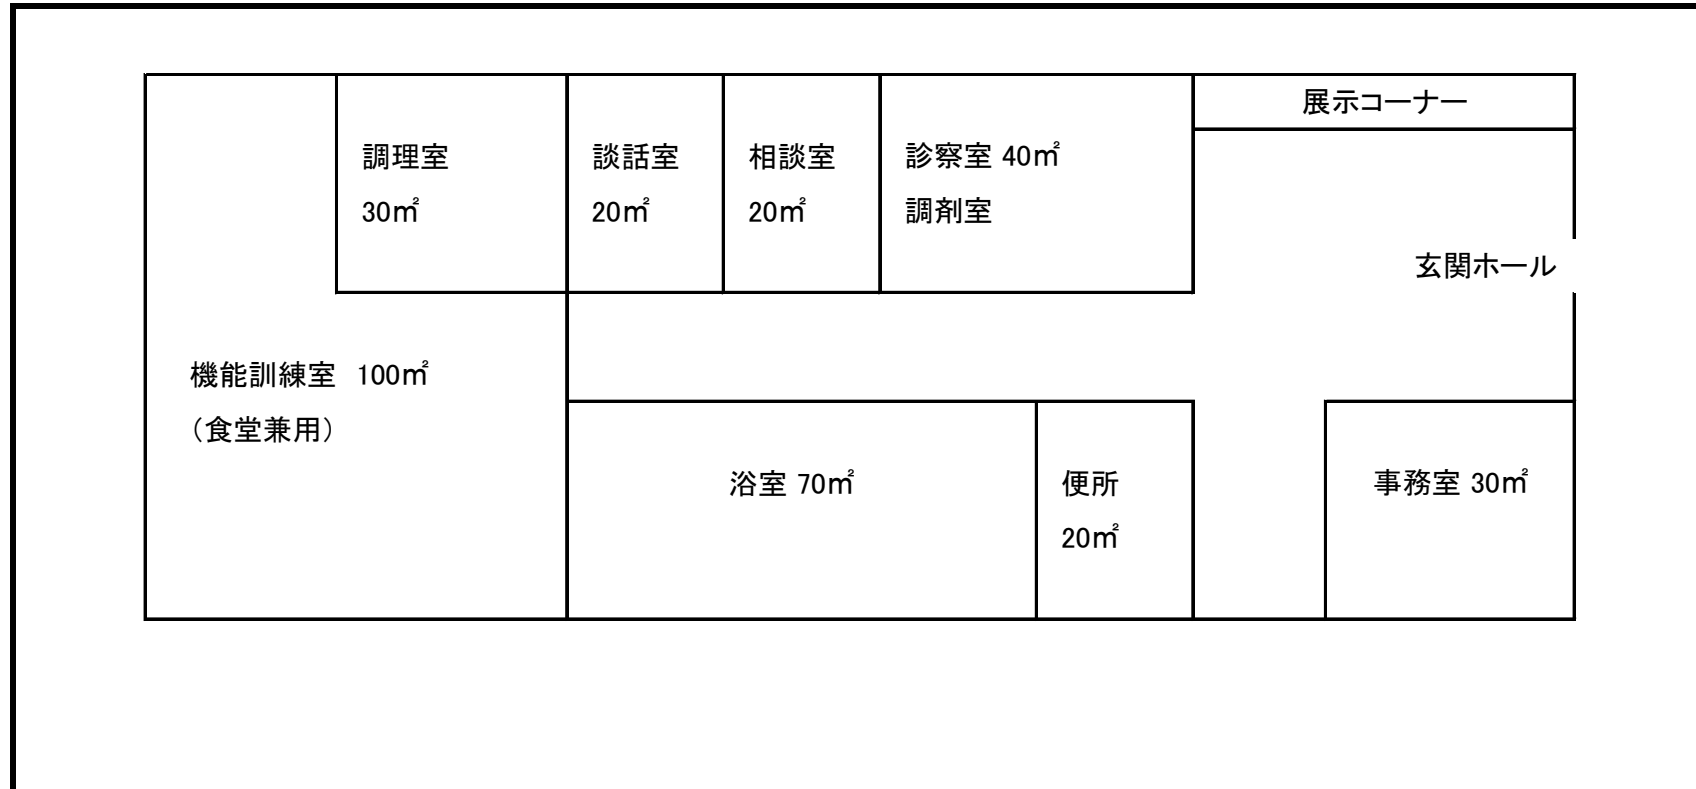 展示コーナー
調理室
30㎡
談話室
20㎡
相談室
20㎡
診察室 40㎡
調剤室
玄関ホール
機能訓練室 100㎡
（食堂兼用）
浴室 70㎡
便所
20㎡
事務室 30㎡